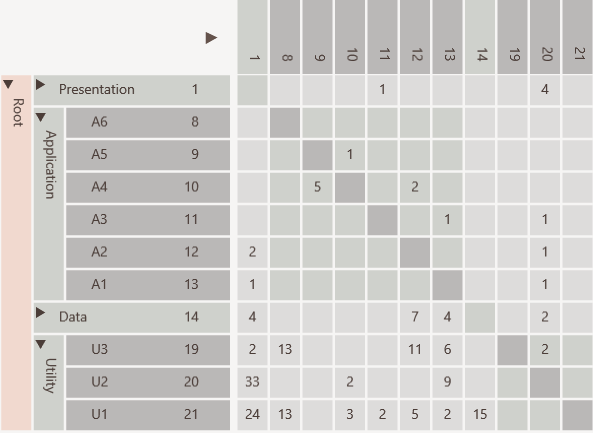 1 8 9 10 11 12 13 14 19 20 21
Root
Presentation 1 1 4
Application
A6 8
A5 9 1
A4 10 5 2
A3 11 1 1
A2 12 2 1
A1 13 1 1
Data 14 4 7 4 2
Utility
U3 19 2 13 11 6 2
U2 20 33 2 9
U1 21 24 13 3 2 5 2 15